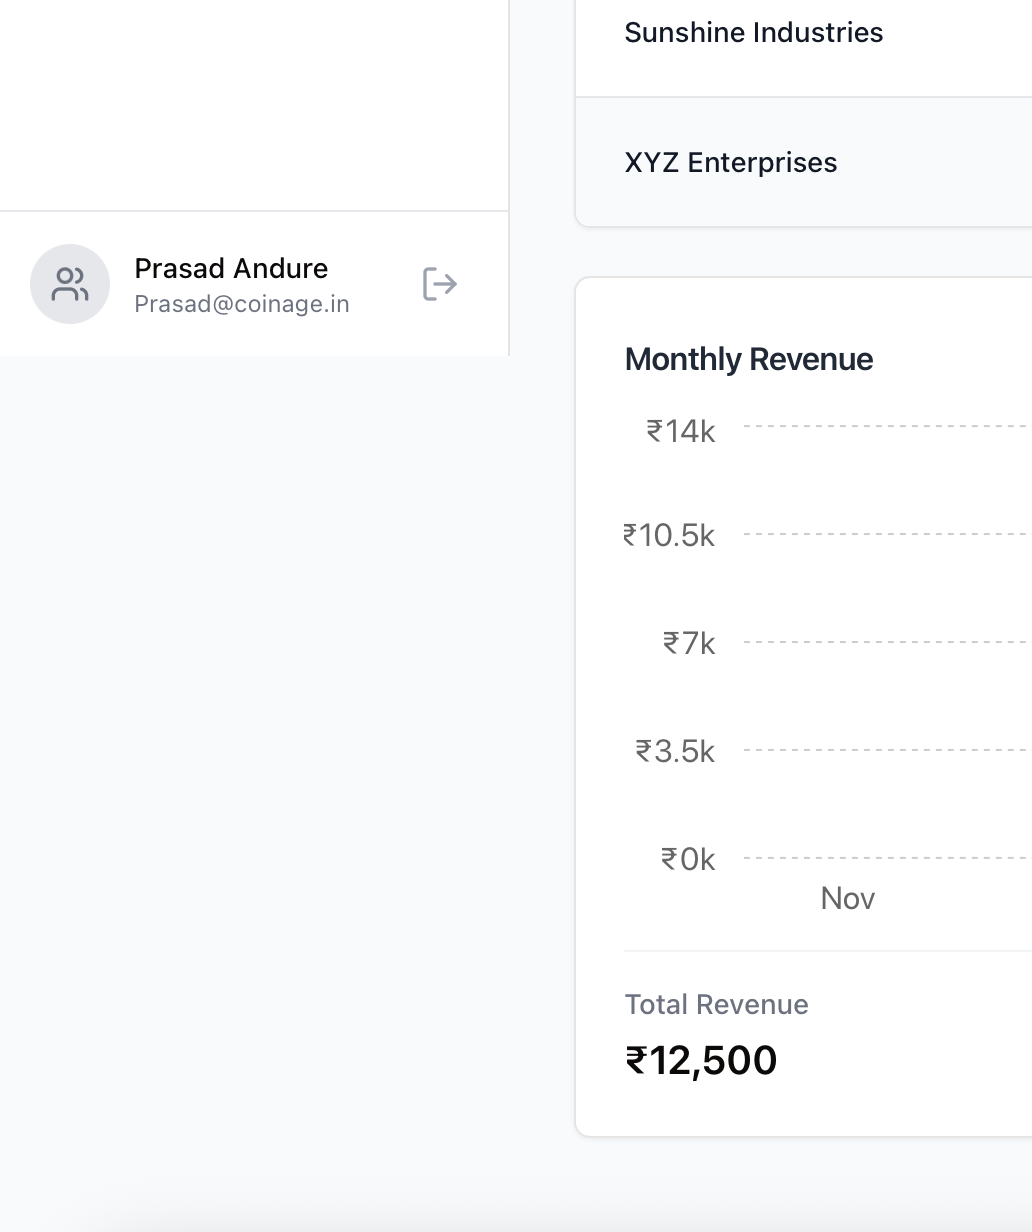 Sunshine Industries
XYZ Enterprises
Prasad Andure
Prasad@coinage.in
Monthly Revenue
₹14k
₹10.5k
₹7k
₹3.5k
₹0k
Nov
Total Revenue
₹12,500